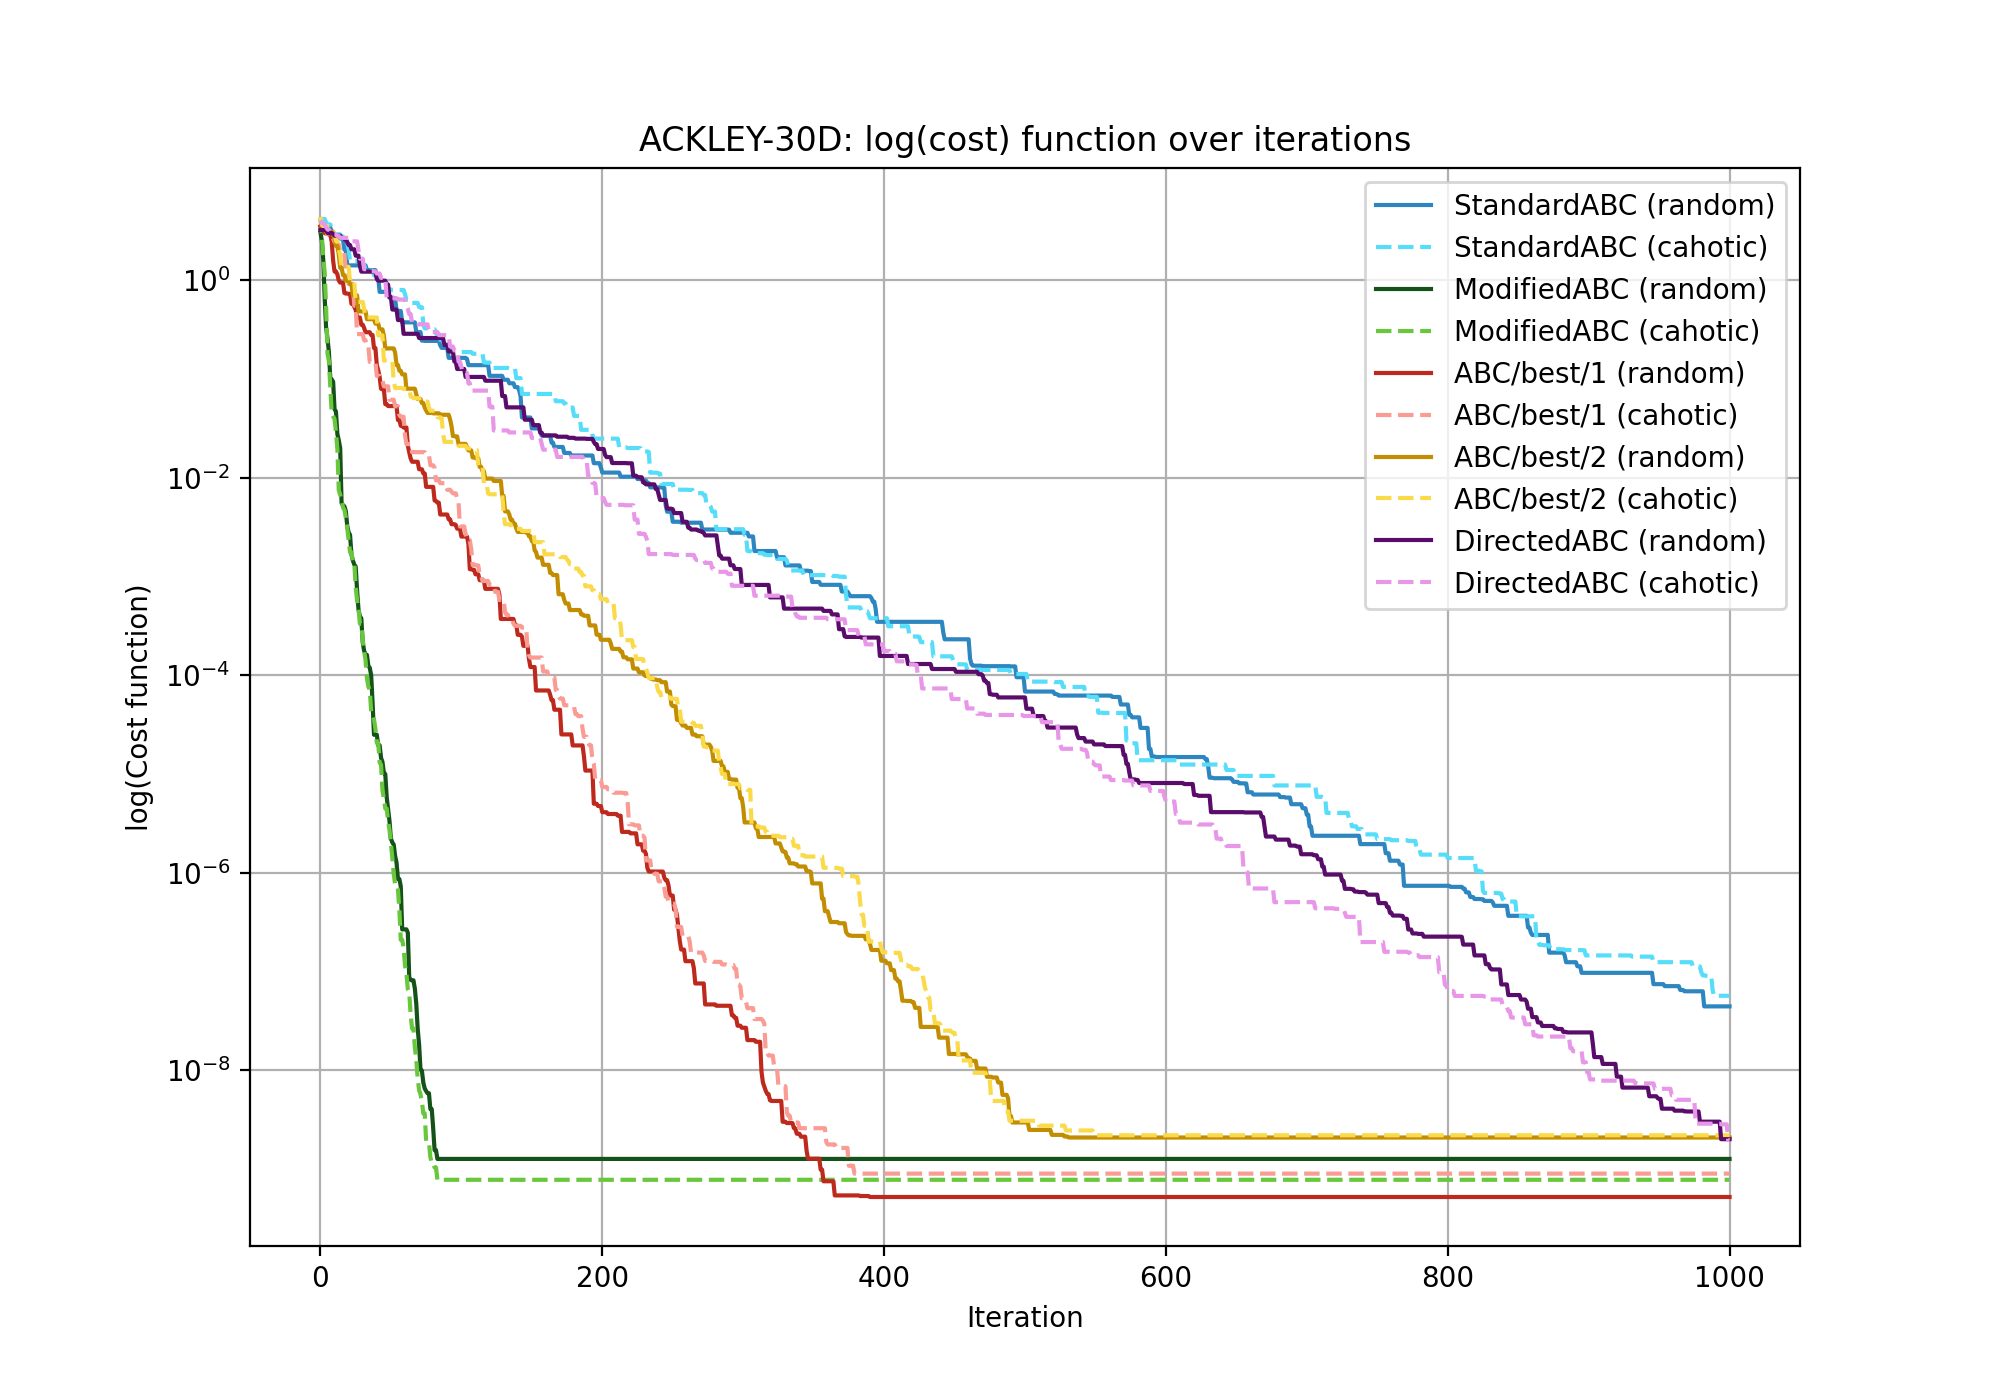 ACKLEY-30D: log(cost) function over iterations
StandardABC (random)
StandardABC (cahotic)
ModifiedABC (random)
ModifiedABC (cahotic)
ABC/best/1 (random)
ABC/best/1 (cahotic)
ABC/best/2 (random)
ABC/best/2 (cahotic)
DirectedABC (random)
DirectedABC (cahotic)
log(Cost function)
10⁰
10⁻²
10⁻⁴
10⁻⁶
10⁻⁸
0 200 400 600 800 1000
Iteration